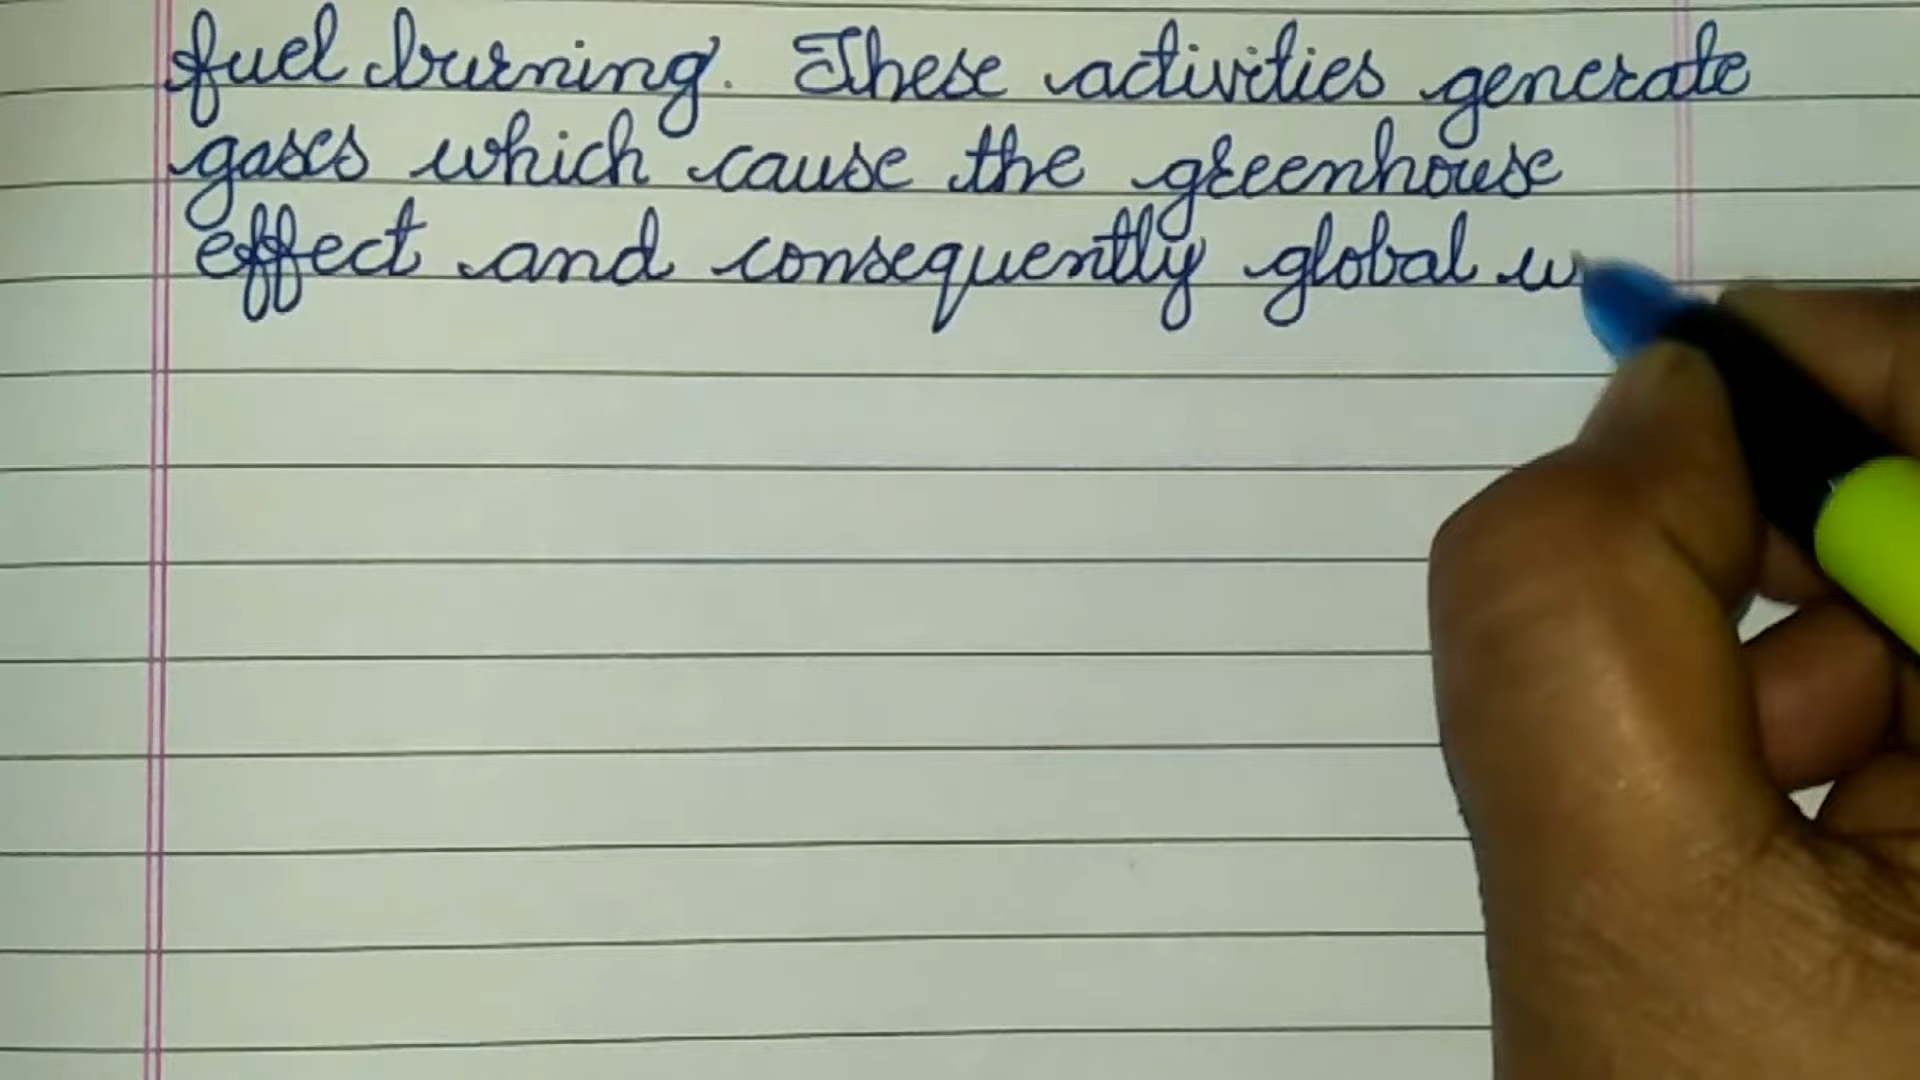 fuel burning. These activities generate
gases which cause the greenhouse
effect and consequently global w